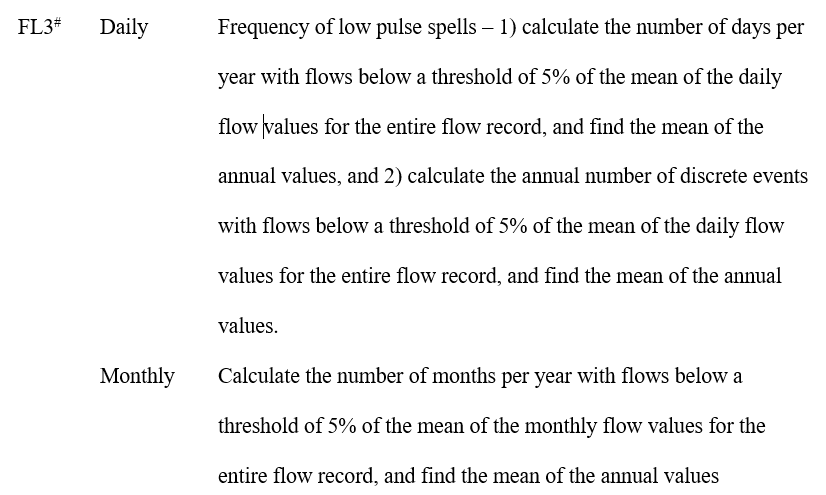 FL3# Daily Frequency of low pulse spells – 1) calculate the number of days per
year with flows below a threshold of 5% of the mean of the daily
flow values for the entire flow record, and find the mean of the
annual values, and 2) calculate the annual number of discrete events
with flows below a threshold of 5% of the mean of the daily flow
values for the entire flow record, and find the mean of the annual
values.
Monthly Calculate the number of months per year with flows below a
threshold of 5% of the mean of the monthly flow values for the
entire flow record, and find the mean of the annual values